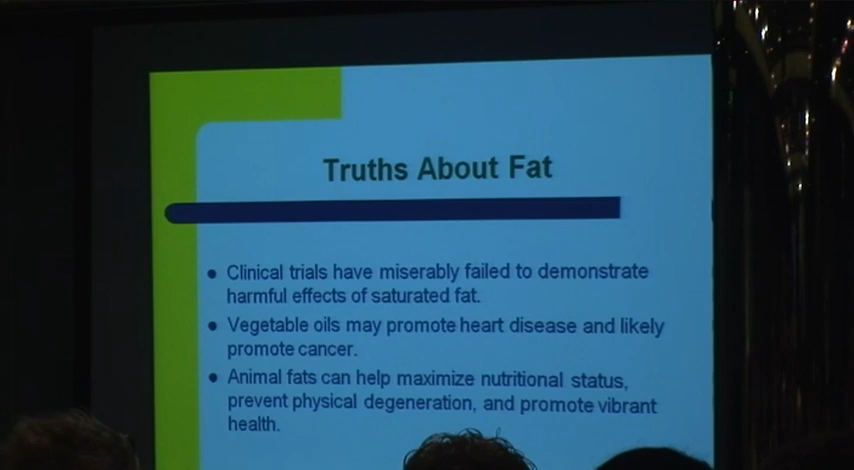 Truths About Fat
• Clinical trials have miserably failed to demonstrate
harmful effects of saturated fat.
• Vegetable oils may promote heart disease and likely
promote cancer.
• Animal fats can help maximize nutritional status,
prevent physical degeneration, and promote vibrant
health.